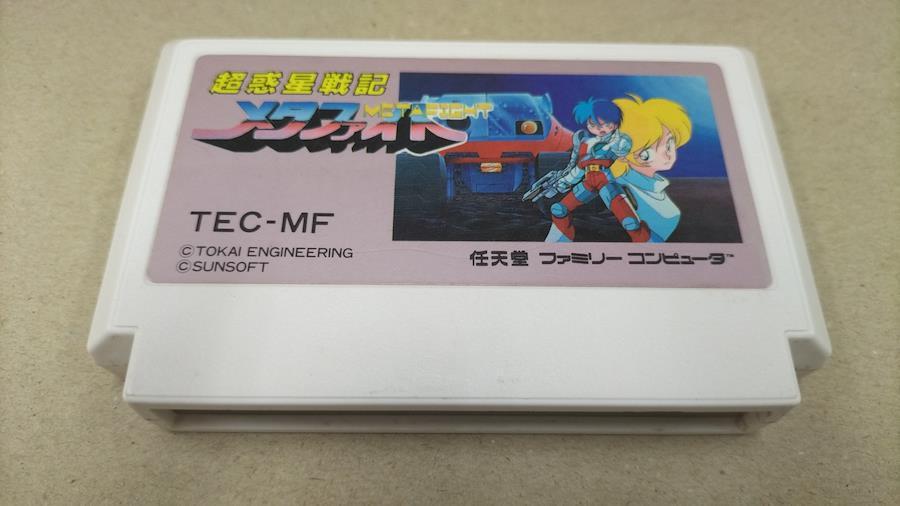 超惑星戦記
メタファイト
METAFIGHT
TEC-MF
©TOKAI ENGINEERING
©SUNSOFT
任天堂 ファミリーコンピュータ™